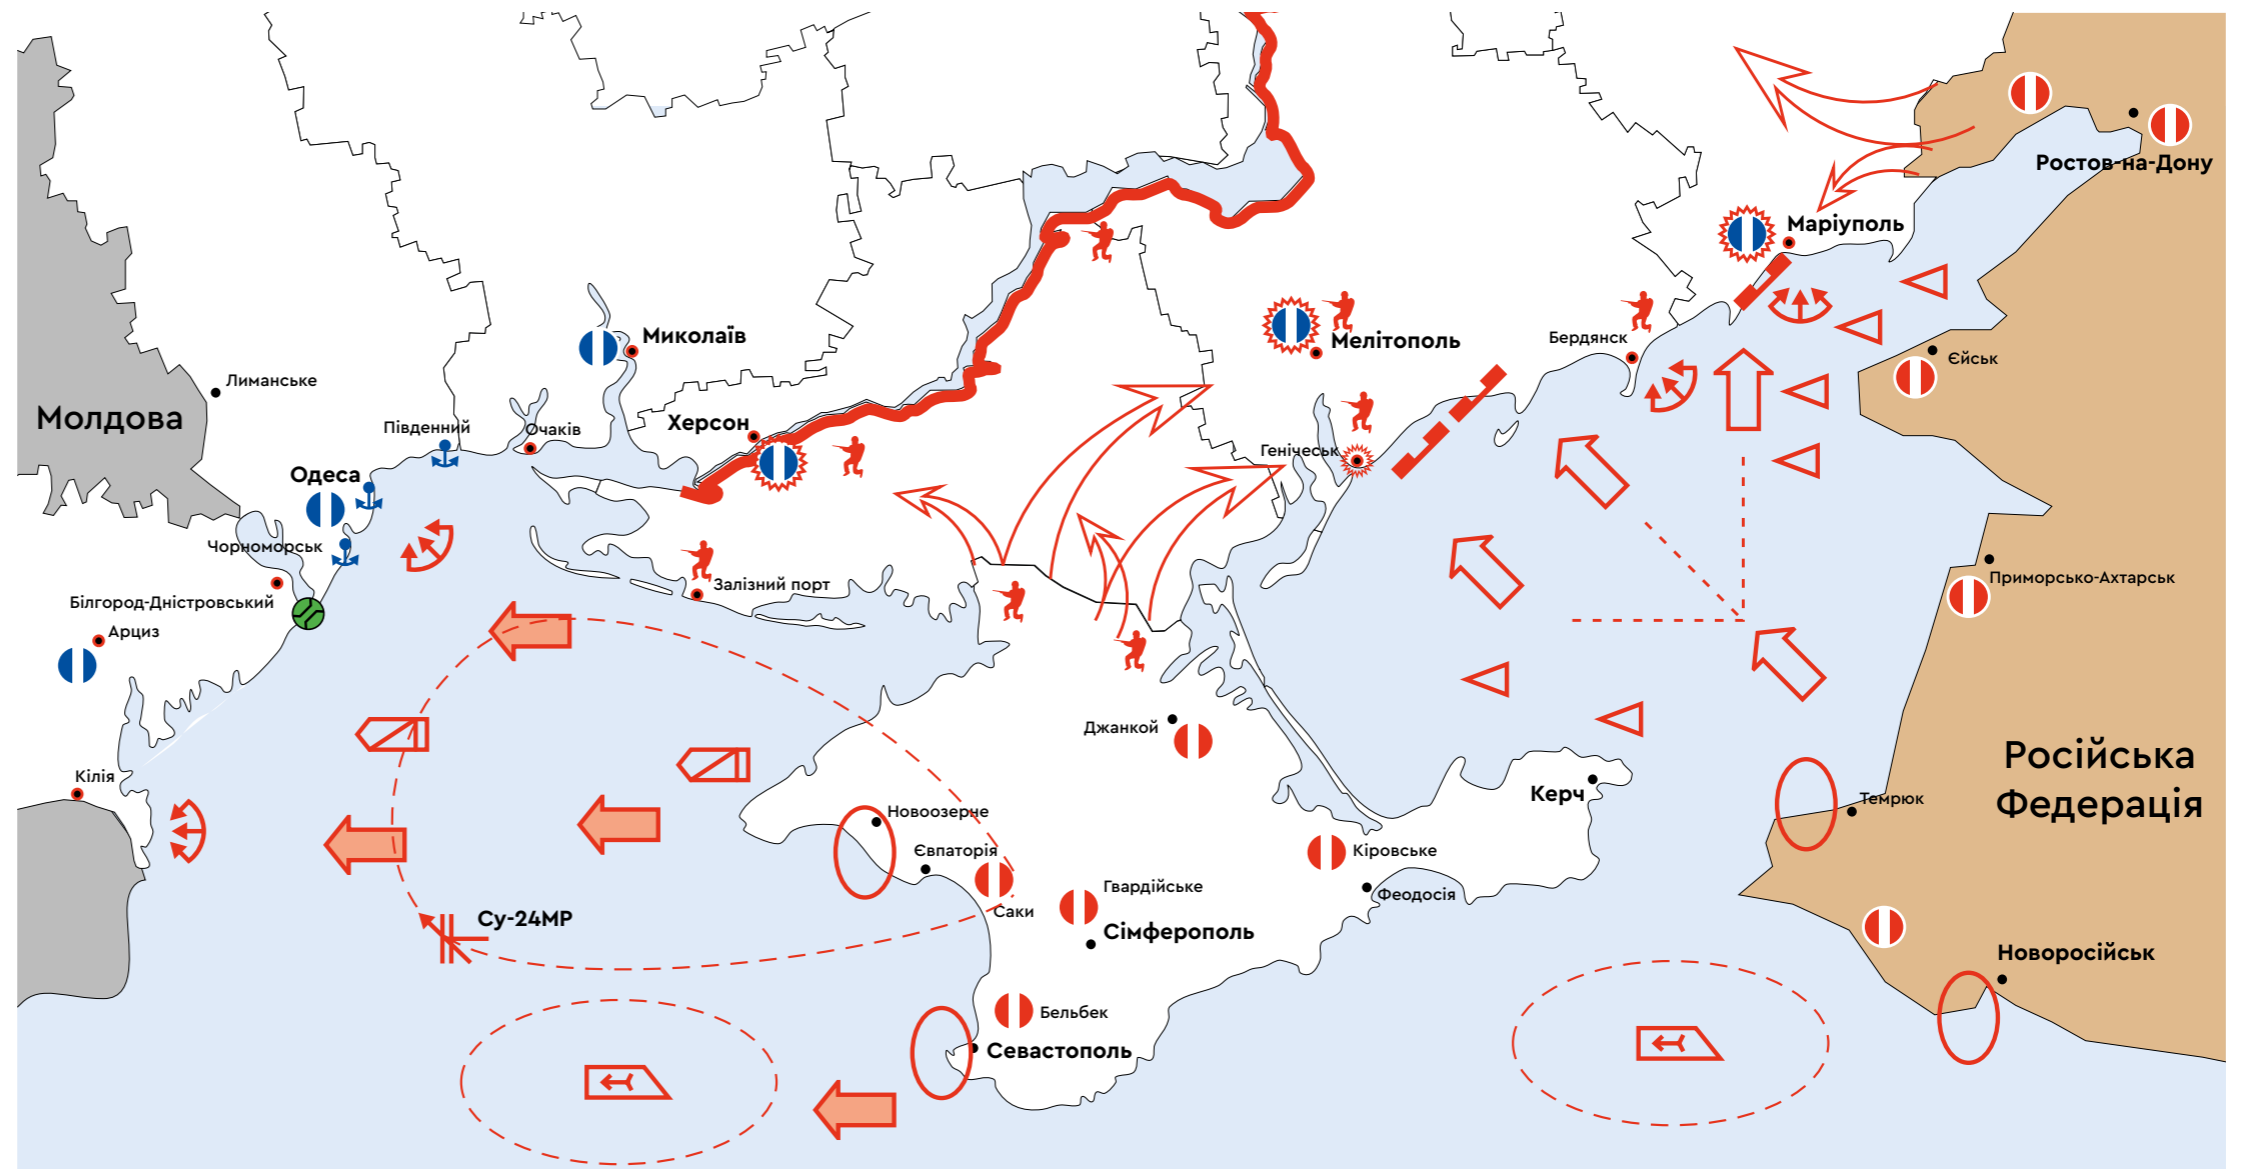 Ростов-на-Дону
Маріуполь
Миколаїв
Мелітополь
Бердянск
Єйськ
Лиманське
Молдова
Південний
Очаків
Херсон
Генічеськ
Одеса
Чорноморськ
Залізний порт
Приморсько-Ахтарськ
Білгород-Дністровський
Арциз
Джанкой
Кілія
Керч
Російська
Федерація
Темрюк
Новоозерне
Євпаторія
Кіровське
Саки
Гвардійське
Феодосія
Су-24МР
Сімферополь
Новоросійськ
Бельбек
Севастополь